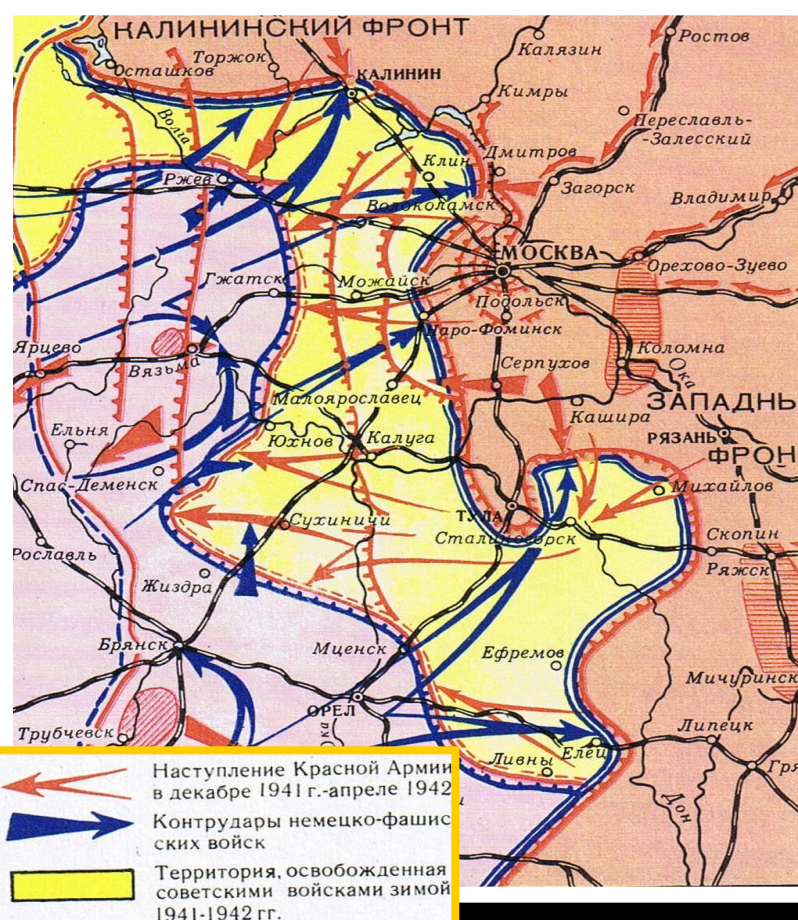 КАЛИНИНСКИЙ ФРОНТ
Ростов
Калязин
Торжок
Осташков
КАЛИНИН
Кимры
Волга
Переславль-
-Залесский
Дмитров
Клин
Ржев
Загорск
Владимир
Волоколамск
МОСКВА
Орехово-Зуево
Гжатск
Можайск
Подольск
Наро-Фоминск
Ярцево
Вязьма
Серпухов
Коломна
Ока
Малоярославец
Кашира
ЗАПАДНЫ
Ельня
Юхнов
Калуга
РЯЗАНЬ
ФРОН
Спас-Деменск
Михайлов
Сухиничи
ТУЛА
Сталиногорск
Скопин
Рославль
Ряжск
Жиздра
Брянск
Мценск
Ефремов
Мичуринск
ОРЕЛ
Трубчевск
Ока
Липецк
Ливны
Елец
Гря
Дон
Наступление Красной Армии
в декабре 1941 г.-апреле 1942
Контрудары немецко-фашис
ских войск
Территория, освобожденная
советскими войсками зимой
1941-1942 гг.